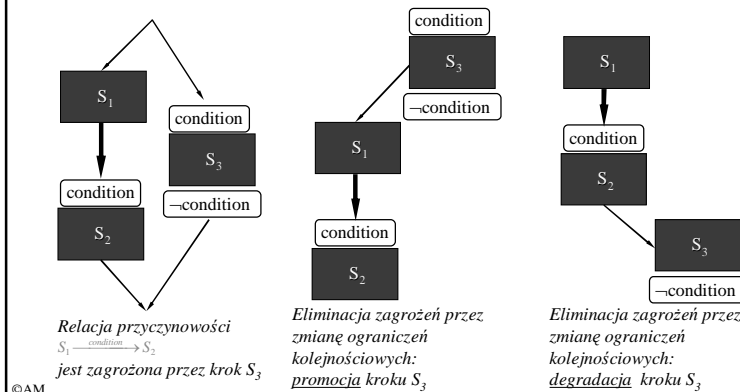 S₁
condition
S₂
condition
S₃
¬condition
Relacja przyczynowości
S₁ condition S₂
jest zagrożona przez krok S₃
condition
S₃
¬condition
S₁
condition
S₂
Eliminacja zagrożeń przez
zmianę ograniczeń
kolejnościowych:
promocja kroku S₃
S₁
condition
S₂
S₃
¬condition
Eliminacja zagrożeń przez
zmianę ograniczeń
kolejnościowych:
degradacja kroku S₃
©AM